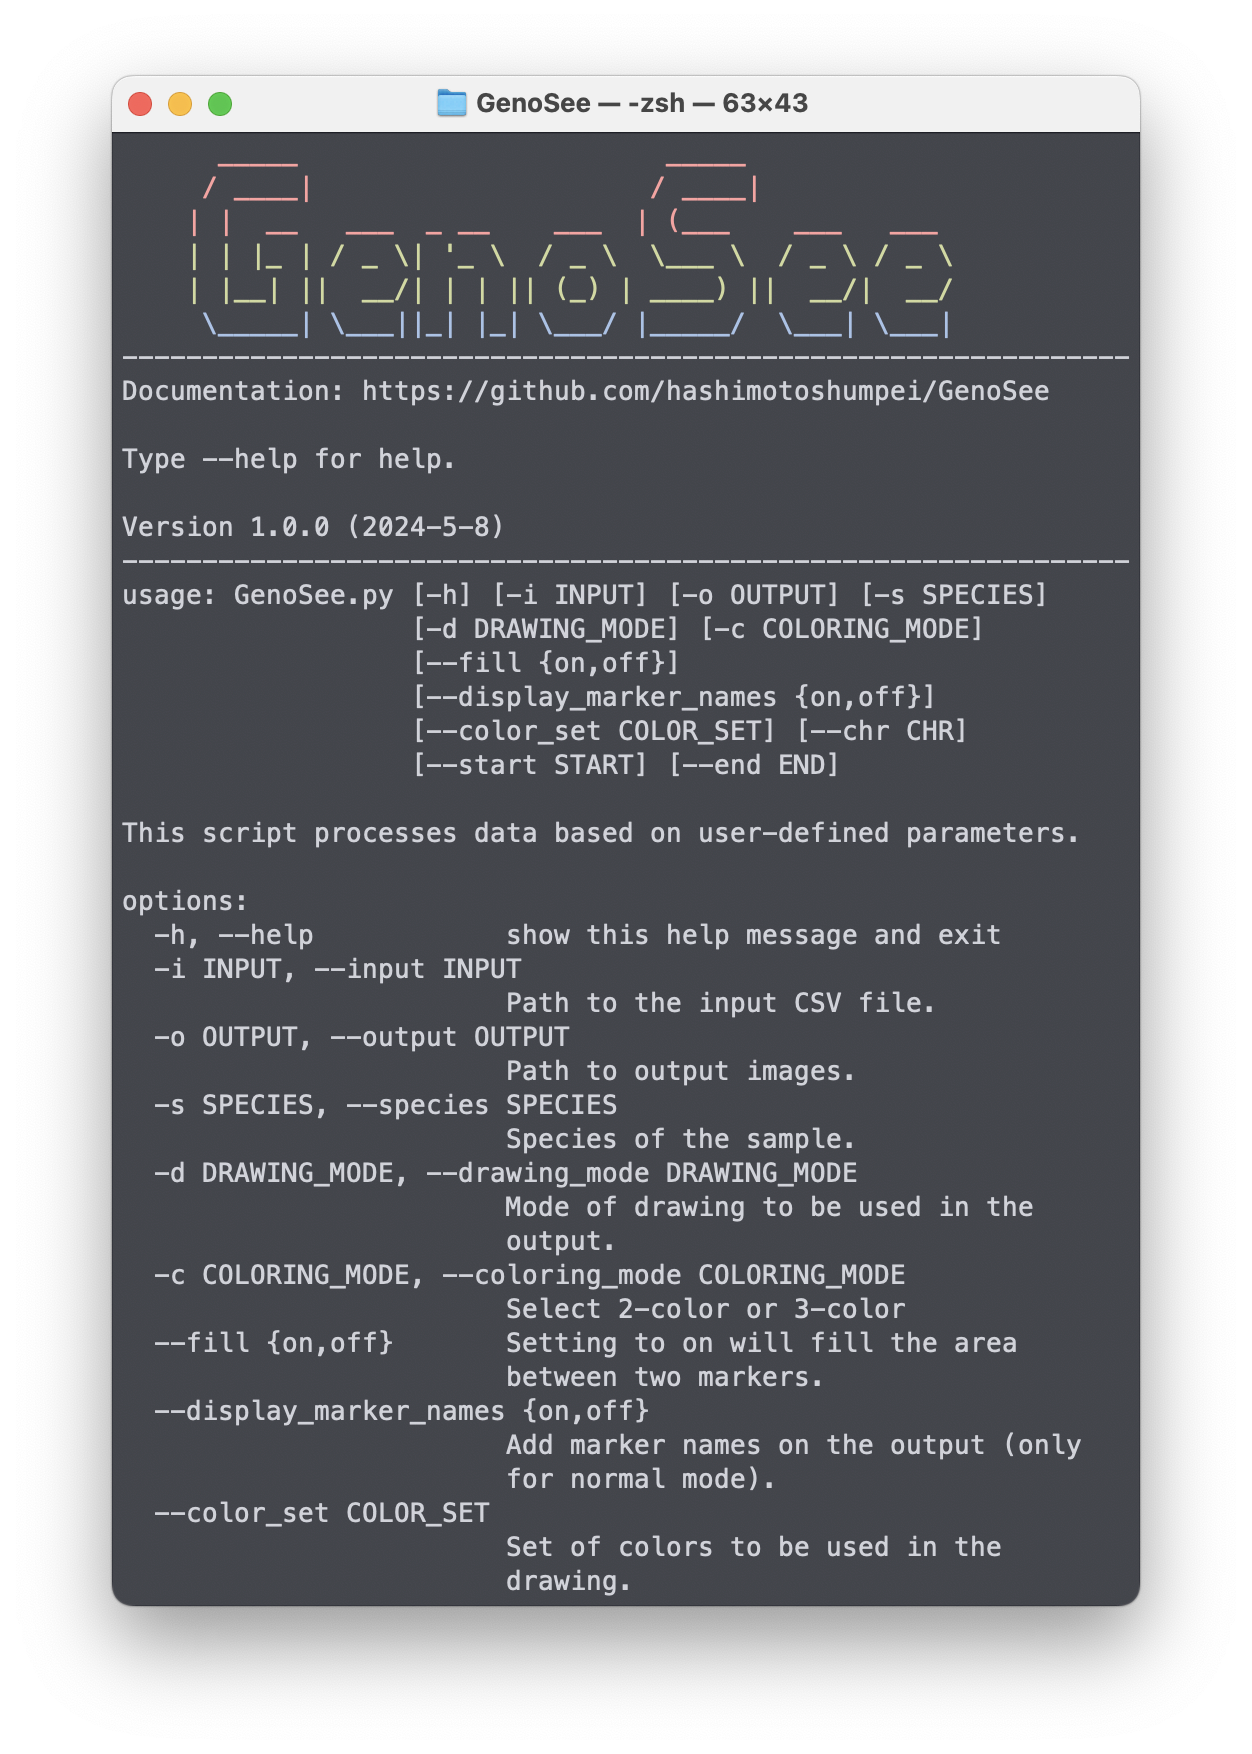 GenoSee — -zsh — 63×43
GenoSee
---------------------------------------------------------------
Documentation: https://github.com/hashimotoshumpei/GenoSee
Type --help for help.
Version 1.0.0 (2024-5-8)
---------------------------------------------------------------
usage: GenoSee.py [-h] [-i INPUT] [-o OUTPUT] [-s SPECIES]
[-d DRAWING_MODE] [-c COLORING_MODE]
[--fill {on,off}]
[--display_marker_names {on,off}]
[--color_set COLOR_SET] [--chr CHR]
[--start START] [--end END]
This script processes data based on user-defined parameters.
options:
-h, --help show this help message and exit
-i INPUT, --input INPUT
Path to the input CSV file.
-o OUTPUT, --output OUTPUT
Path to output images.
-s SPECIES, --species SPECIES
Species of the sample.
-d DRAWING_MODE, --drawing_mode DRAWING_MODE
Mode of drawing to be used in the
output.
-c COLORING_MODE, --coloring_mode COLORING_MODE
Select 2-color or 3-color
--fill {on,off} Setting to on will fill the area
between two markers.
--display_marker_names {on,off}
Add marker names on the output (only
for normal mode).
--color_set COLOR_SET
Set of colors to be used in the
drawing.